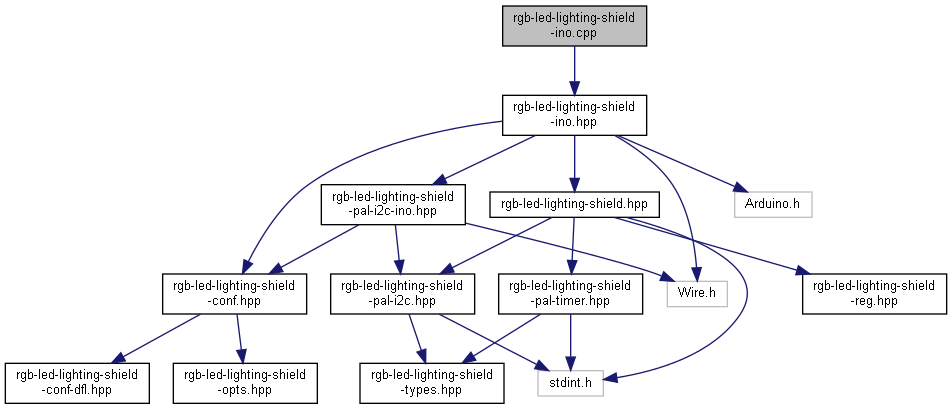 rgb-led-lighting-shield
-ino.cpp
rgb-led-lighting-shield
-ino.hpp
rgb-led-lighting-shield
-pal-i2c-ino.hpp
rgb-led-lighting-shield.hpp
Arduino.h
rgb-led-lighting-shield
-conf.hpp
rgb-led-lighting-shield
-pal-i2c.hpp
rgb-led-lighting-shield
-pal-timer.hpp
Wire.h
rgb-led-lighting-shield
-reg.hpp
rgb-led-lighting-shield
-conf-dfl.hpp
rgb-led-lighting-shield
-opts.hpp
rgb-led-lighting-shield
-types.hpp
stdint.h